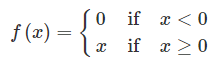 f(x) = { 0 if x < 0
x if x ≥ 0